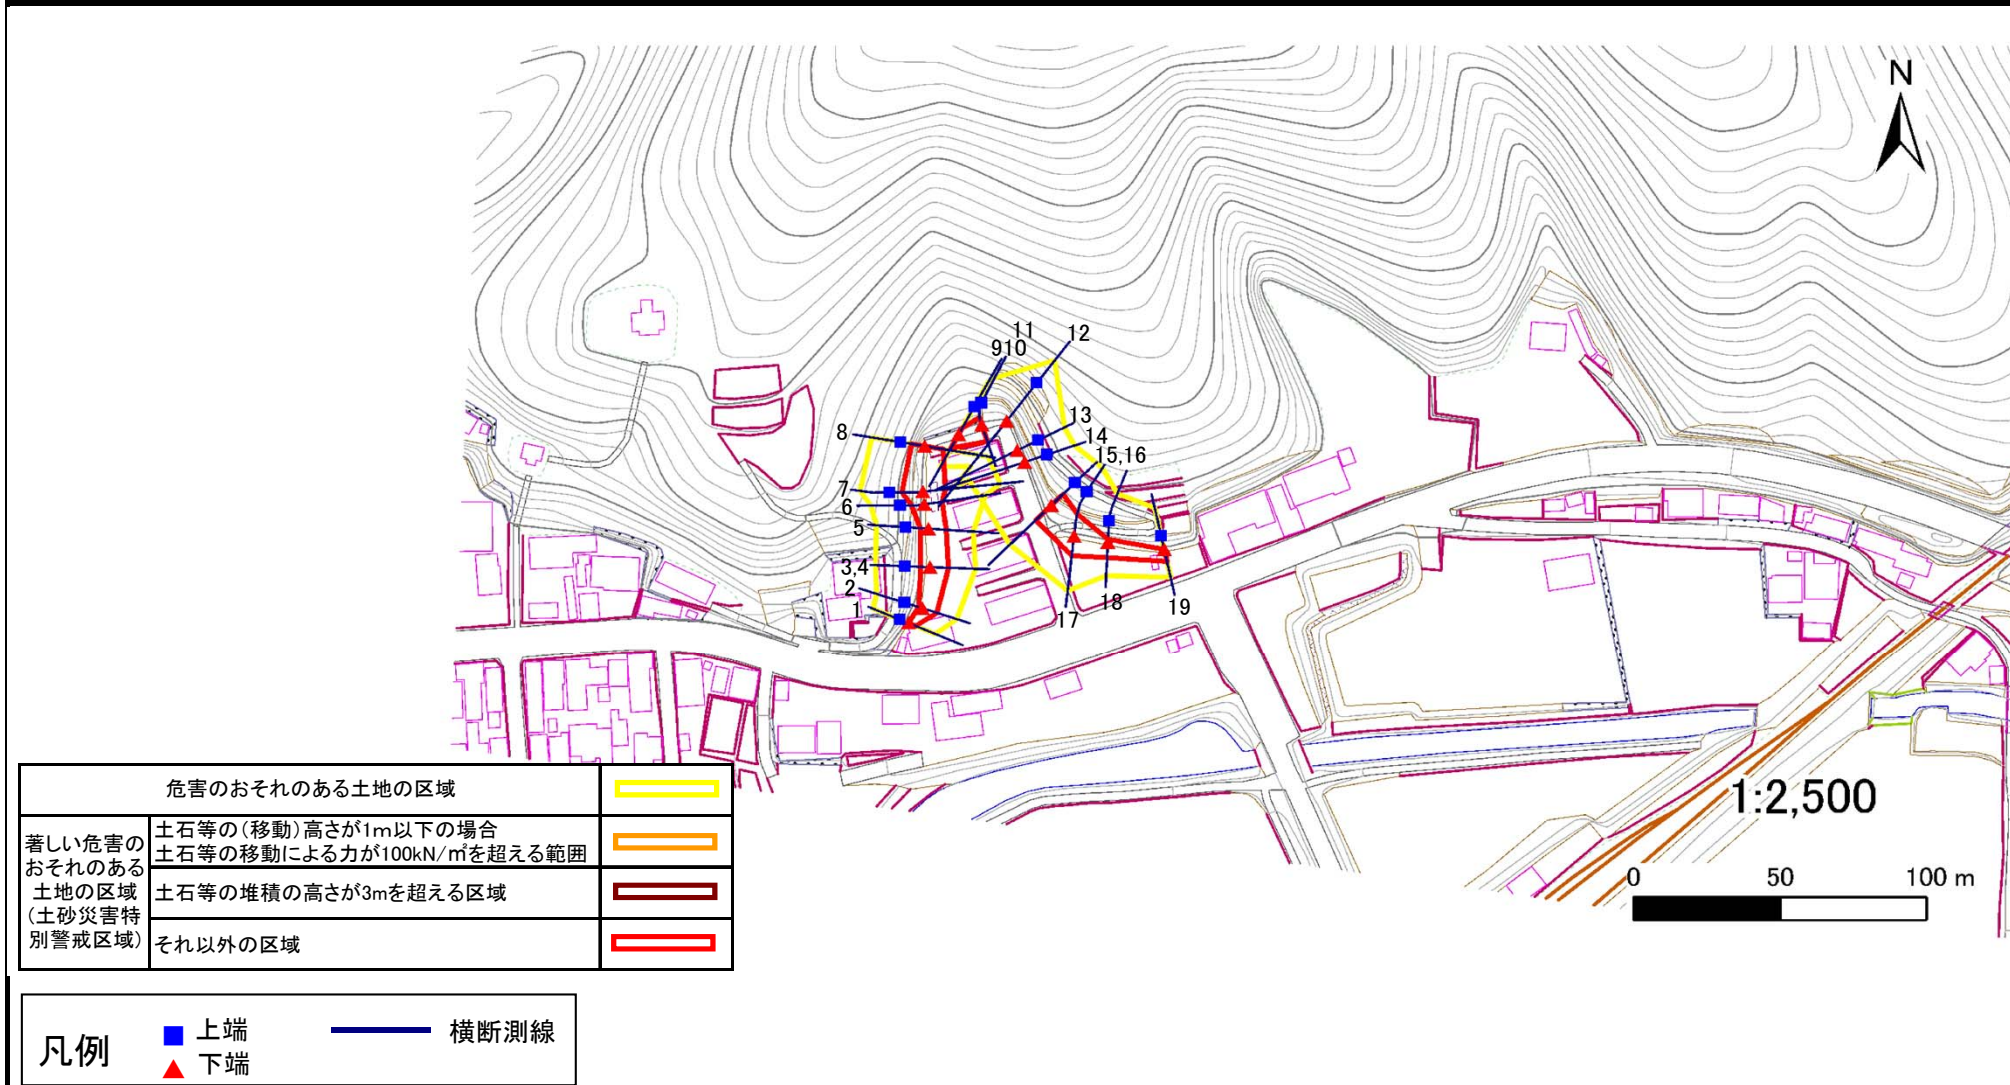 N
11
12
910
13
14
8
15,16
7
6
5
3,4
2
1
17
18
19
1:2,500
0 50 100 m
危害のおそれのある土地の区域
著しい危害の
おそれのある
土地の区域
(土砂災害特
別警戒区域)
土石等の(移動)高さが1m以下の場合
土石等の移動による力が100kN/㎡を超える範囲
土石等の堆積の高さが3mを超える区域
それ以外の区域
凡例
上端
横断測線
下端